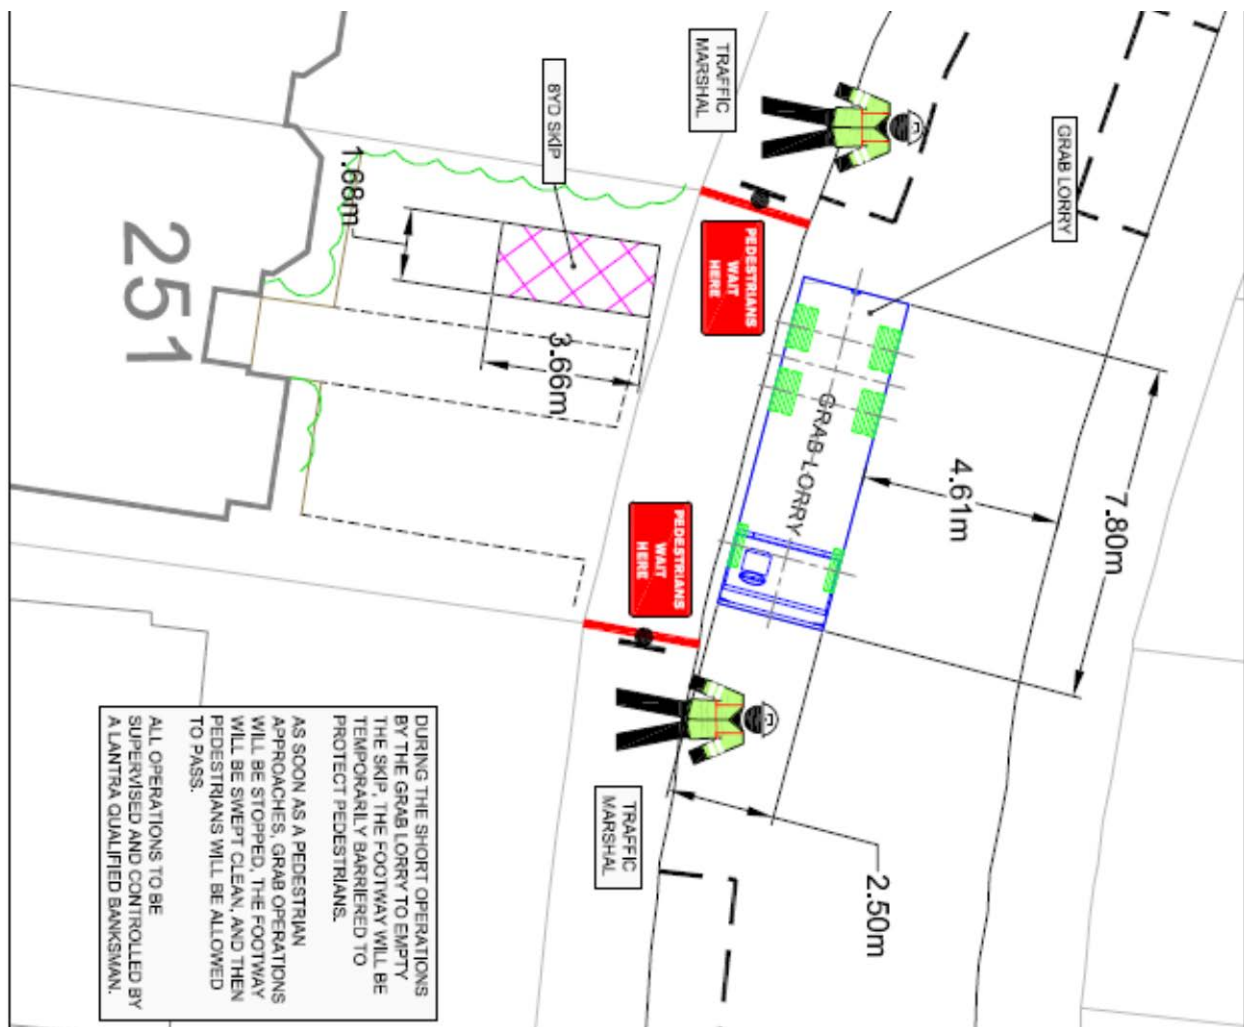 TRAFFIC
MARSHAL
8YD SKIP
GRAB LORRY
1.68m
251
PEDESTRIANS
WAIT
HERE
3.66m
GRAB LORRY
4.61m
7.80m
PEDESTRIANS
WAIT
HERE
TRAFFIC
MARSHAL
2.50m
DURING THE SHORT OPERATIONS
BY THE GRAB LORRY TO EMPTY
THE SKIP, THE FOOTWAY WILL BE
TEMPORARILY BARRIERED TO
PROTECT PEDESTRIANS.
AS SOON AS A PEDESTRIAN
APPROACHES, GRAB OPERATIONS
WILL BE STOPPED, THE FOOTWAY
WILL BE SWEPT CLEAN, AND THEN
PEDESTRIANS WILL BE ALLOWED
TO PASS.
ALL OPERATIONS TO BE
SUPERVISED AND CONTROLLED BY
A LANTRA QUALIFIED BANKSMAN.